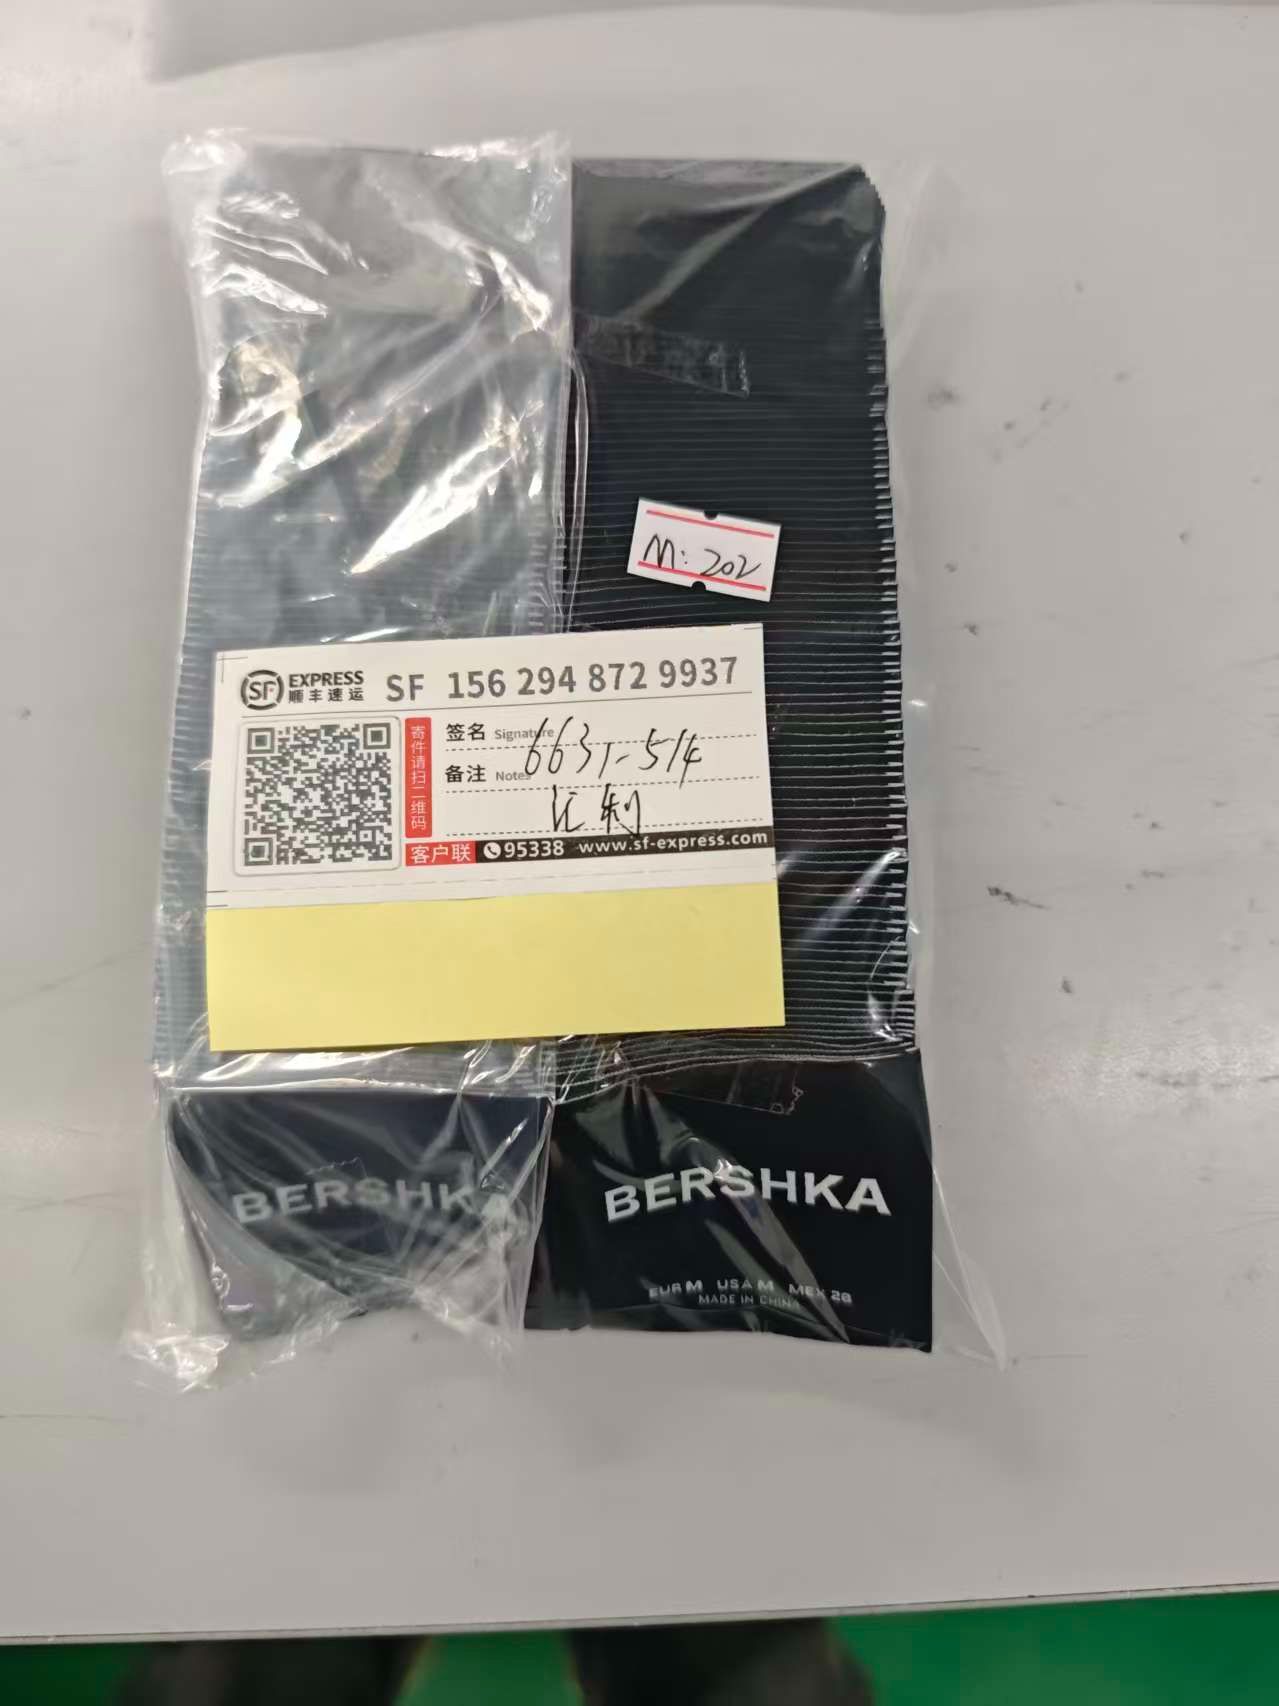 M: 202
SF EXPRESS
顺丰速运
SF 156 294 872 9937
寄件请扫二维码
签名 Signature
6631-514
备注 Notes
汇利
客户联 95338 www.sf-express.com
BERSHKA
BERSHKA
EUR M USA M MEX 28
MADE IN CHINA